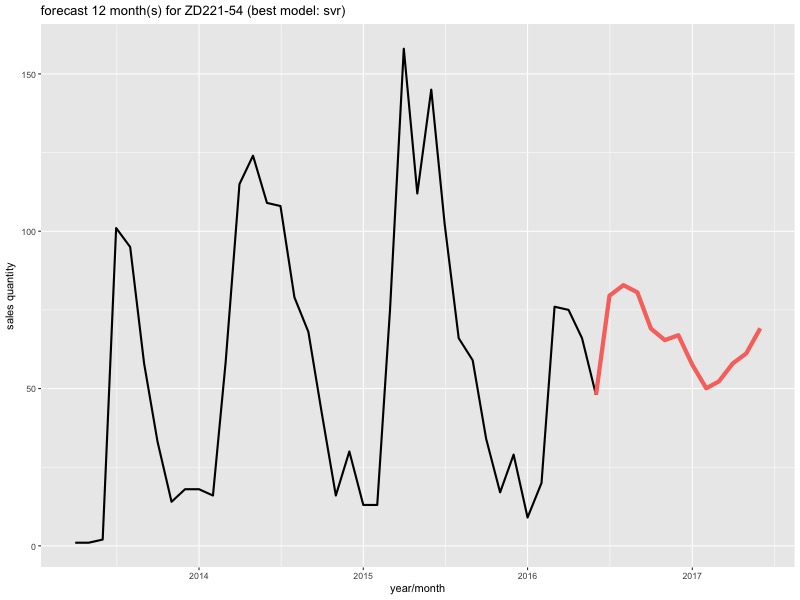 forecast 12 month(s) for ZD221-54 (best model: svr)
150
100
50
0
sales quantity
2014 2015 2016 2017
year/month